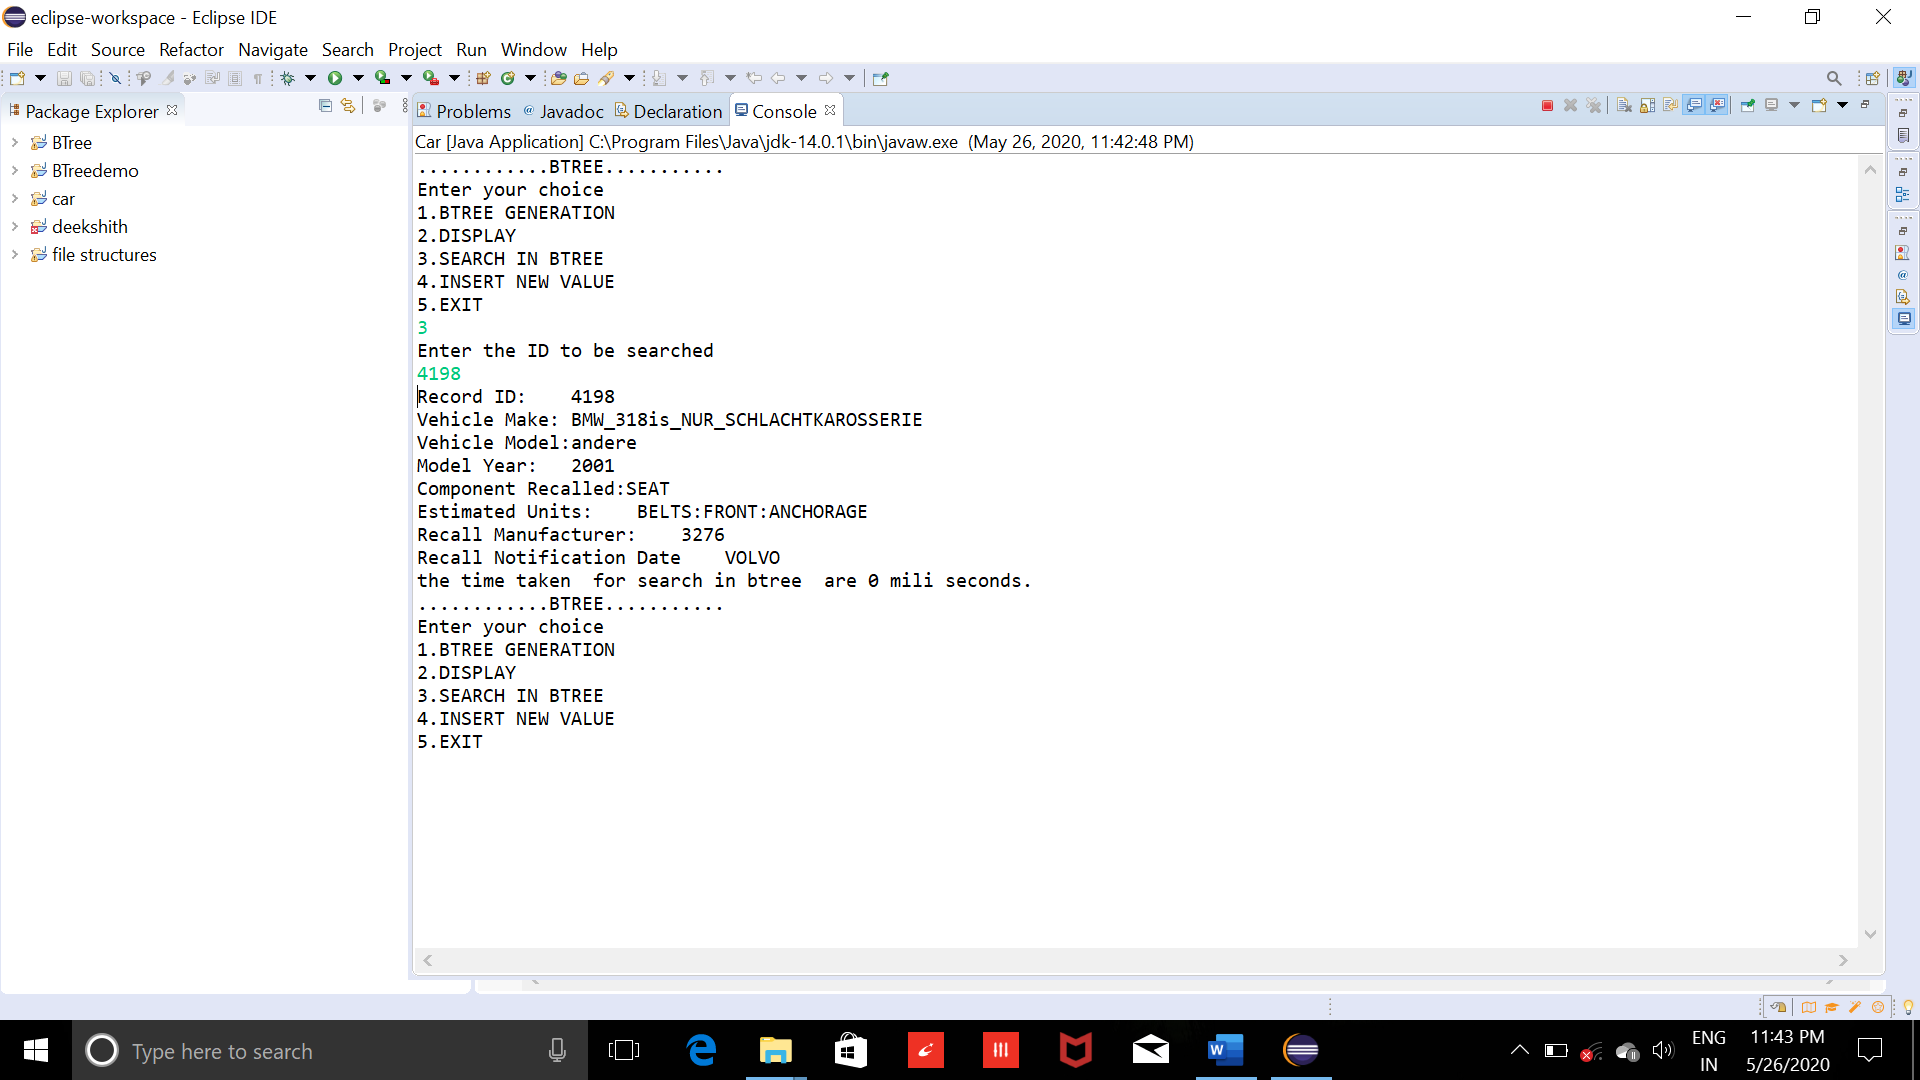 eclipse-workspace - Eclipse IDE
File Edit Source Refactor Navigate Search Project Run Window Help
Package Explorer
BTree
BTreedemo
car
deekshith
file structures
Problems @ Javadoc Declaration Console
Car [Java Application] C:\Program Files\Java\jdk-14.0.1\bin\javaw.exe (May 26, 2020, 11:42:48 PM)
............BTREE...........
Enter your choice
1.BTREE GENERATION
2.DISPLAY
3.SEARCH IN BTREE
4.INSERT NEW VALUE
5.EXIT
3
Enter the ID to be searched
4198
Record ID:    4198
Vehicle Make: BMW_318is_NUR_SCHLACHTKAROSSERIE
Vehicle Model:andere
Model Year:   2001
Component Recalled:SEAT
Estimated Units:    BELTS:FRONT:ANCHORAGE
Recall Manufacturer:    3276
Recall Notification Date    VOLVO
the time taken  for search in btree  are 0 mili seconds.
............BTREE...........
Enter your choice
1.BTREE GENERATION
2.DISPLAY
3.SEARCH IN BTREE
4.INSERT NEW VALUE
5.EXIT
Type here to search
ENG
IN
11:43 PM
5/26/2020